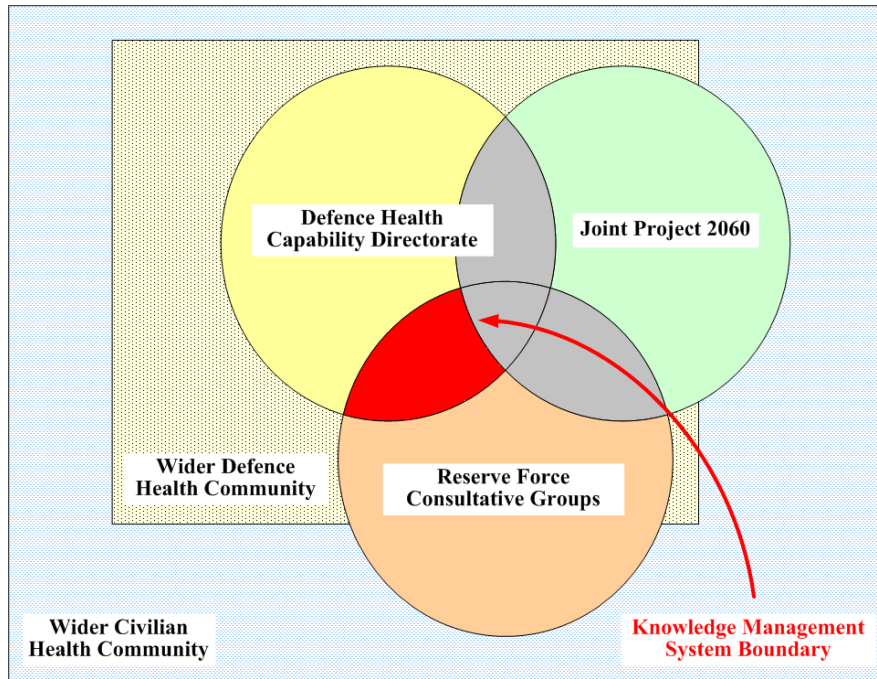 Defence Health
Capability Directorate
Joint Project 2060
Wider Defence
Health Community
Reserve Force
Consultative Groups
Wider Civilian
Health Community
Knowledge Management
System Boundary